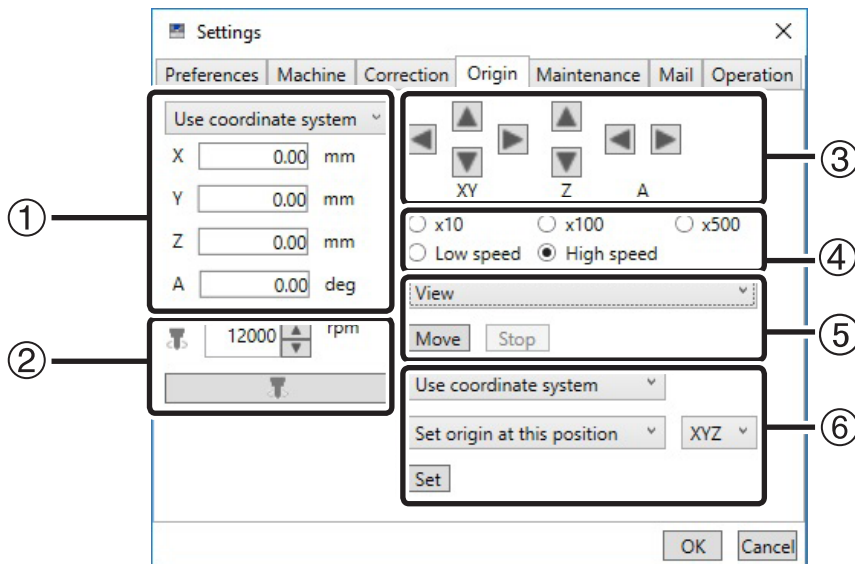 Settings
Preferences Machine Correction Origin Maintenance Mail Operation
①
Use coordinate system
X 0.00 mm
Y 0.00 mm
Z 0.00 mm
A 0.00 deg
②
12000 rpm
③
XY Z A
④
x10 x100 x500
Low speed High speed
⑤
View
Move Stop
⑥
Use coordinate system
Set origin at this position XYZ
Set
OK Cancel